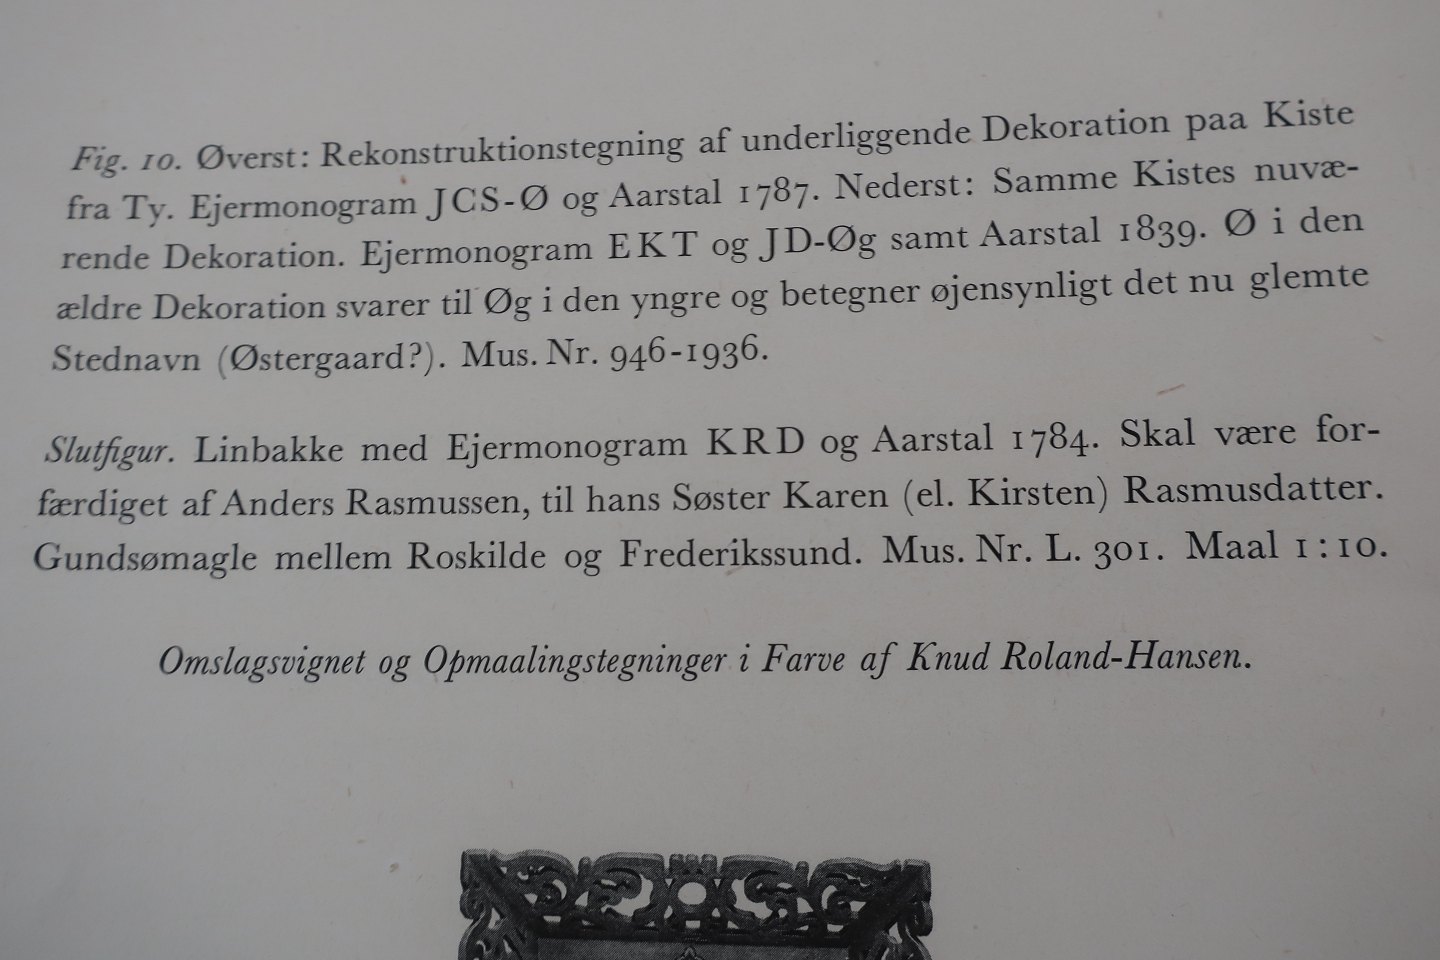 Fig. 10. Øverst: Rekonstruktionstegning af underliggende Dekoration paa Kiste
fra Ty. Ejermonogram JCS-Ø og Aarstal 1787. Nederst: Samme Kistes nuvæ-
rende Dekoration. Ejermonogram EKT og JD-Øg samt Aarstal 1839. Ø i den
ældre Dekoration svarer til Øg i den yngre og betegner øjensynligt det nu glemte
Stednavn (Østergaard?). Mus. Nr. 946-1936.
Slutfigur. Linbakke med Ejermonogram KRD og Aarstal 1784. Skal være for-
færdiget af Anders Rasmussen, til hans Søster Karen (el. Kirsten) Rasmusdatter.
Gundsømagle mellem Roskilde og Frederikssund. Mus. Nr. L. 301. Maal 1:10.
Omslagsvignet og Opmaalingstegninger i Farve af Knud Roland-Hansen.